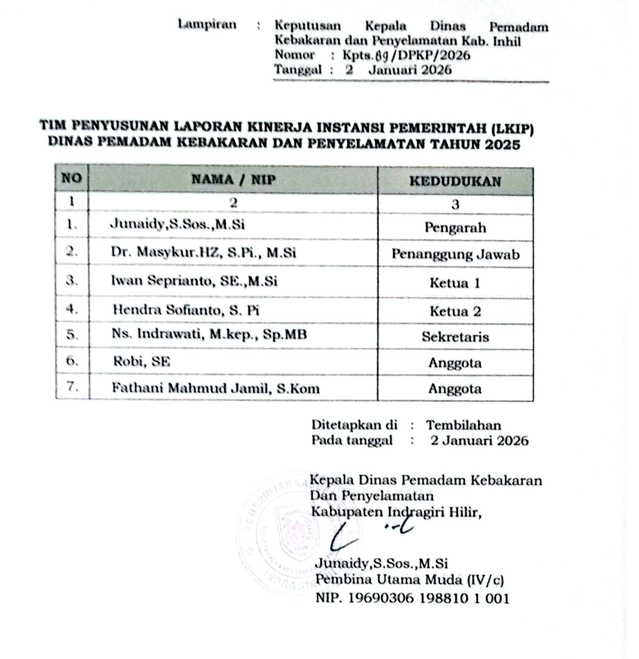 Lampiran : Keputusan Kepala Dinas Pemadam
Kebakaran dan Penyelamatan Kab. Inhil
Nomor : Kpts.69/DPKP/2026
Tanggal : 2 Januari 2026
TIM PENYUSUNAN LAPORAN KINERJA INSTANSI PEMERINTAH (LKIP)
DINAS PEMADAM KEBAKARAN DAN PENYELAMATAN TAHUN 2025
NO NAMA / NIP KEDUDUKAN
1 2 3
1. Junaidy,S.Sos.,M.Si Pengarah
2. Dr. Masykur.HZ, S.Pi., M.Si Penanggung Jawab
3. Iwan Seprianto, SE.,M.Si Ketua 1
4. Hendra Sofianto, S. Pi Ketua 2
5. Ns. Indrawati, M.kep., Sp.MB Sekretaris
6. Robi, SE Anggota
7. Fathani Mahmud Jamil, S.Kom Anggota
Ditetapkan di : Tembilahan
Pada tanggal : 2 Januari 2026
Kepala Dinas Pemadam Kebakaran
Dan Penyelamatan
Kabupaten Indragiri Hilir,
Junaidy,S.Sos.,M.Si
Pembina Utama Muda (IV/c)
NIP. 19690306 198810 1 001